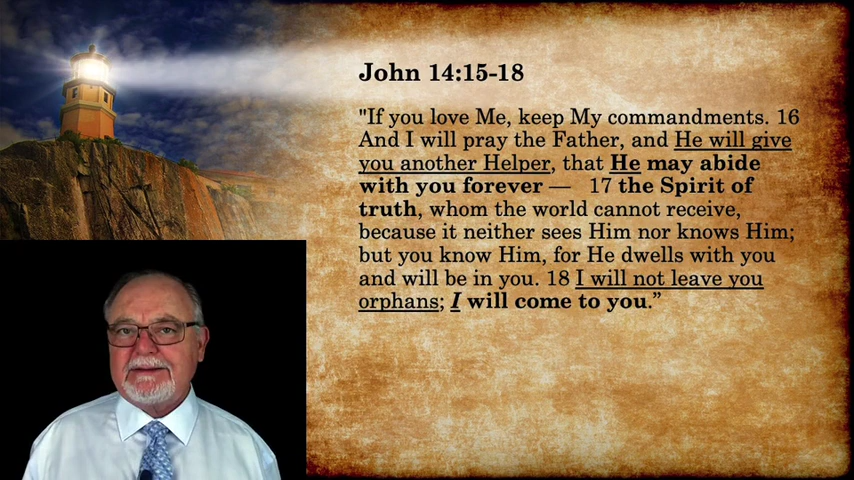 John 14:15-18
"If you love Me, keep My commandments. 16
And I will pray the Father, and He will give
you another Helper, that He may abide
with you forever — 17 the Spirit of
truth, whom the world cannot receive,
because it neither sees Him nor knows Him;
but you know Him, for He dwells with you
and will be in you. 18 I will not leave you
orphans; I will come to you.”